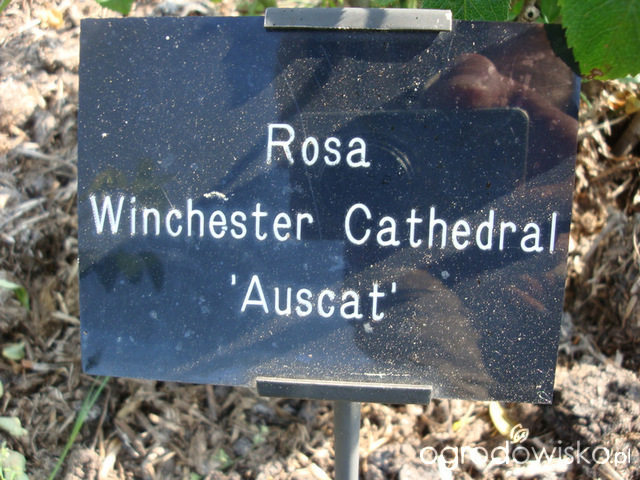 Rosa
Winchester Cathedral
'Auscat'
ogrodowisko.pl